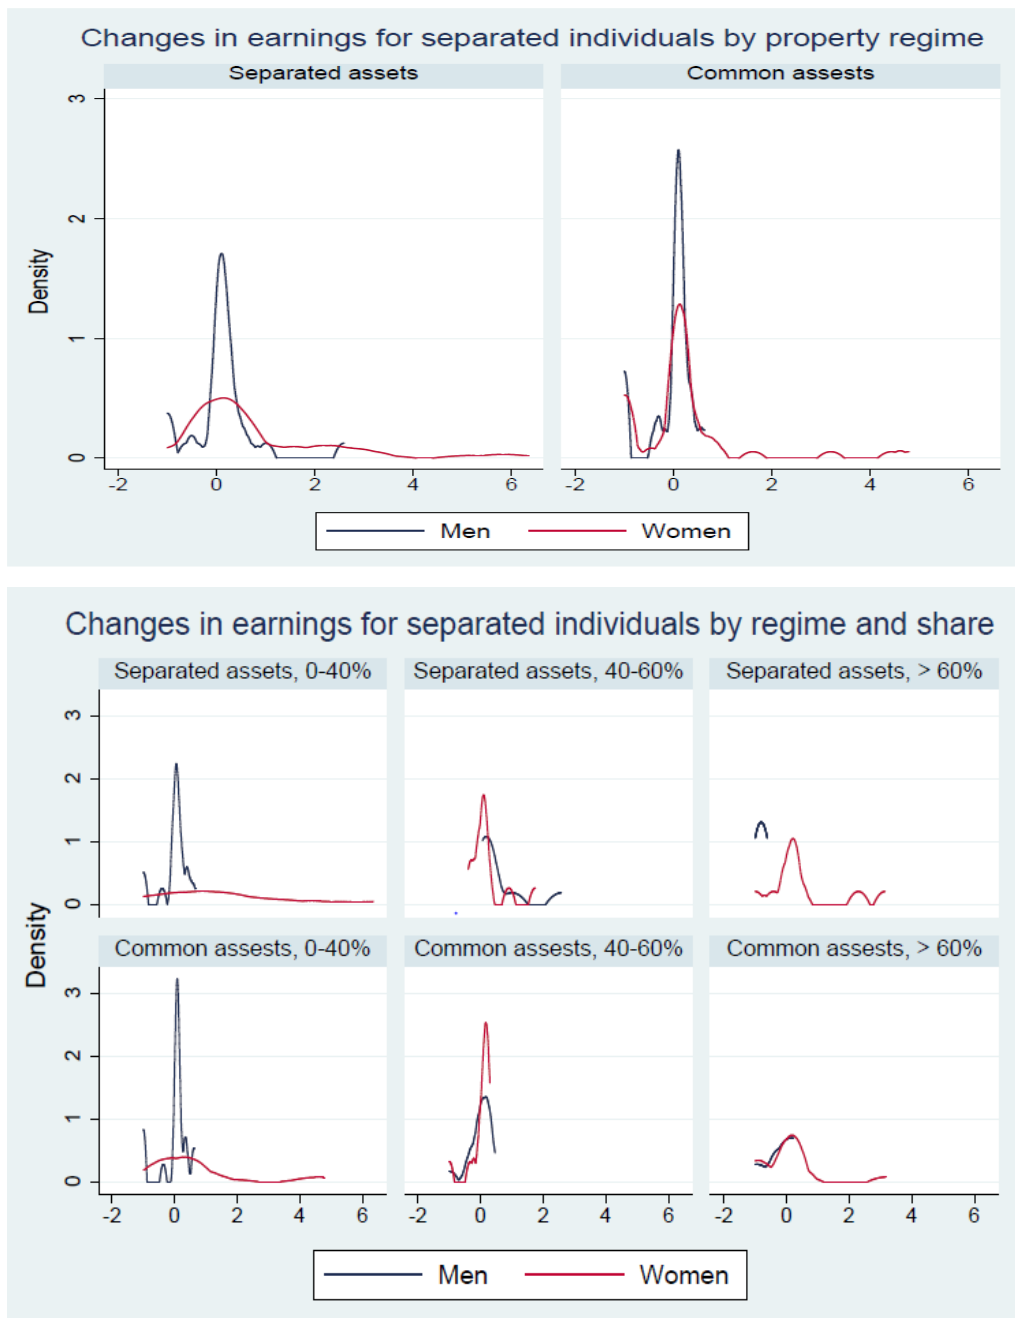 Changes in earnings for separated individuals by property regime
Separated assets
Common assests
Density
3
2
1
0
-2 0 2 4 6
-2 0 2 4 6
Men Women
Changes in earnings for separated individuals by regime and share
Separated assets, 0-40%
Separated assets, 40-60%
Separated assets, > 60%
3
2
1
0
Density
Common assests, 0-40%
Common assests, 40-60%
Common assests, > 60%
3
2
1
0
-2 0 2 4 6
-2 0 2 4 6
-2 0 2 4 6
Men Women